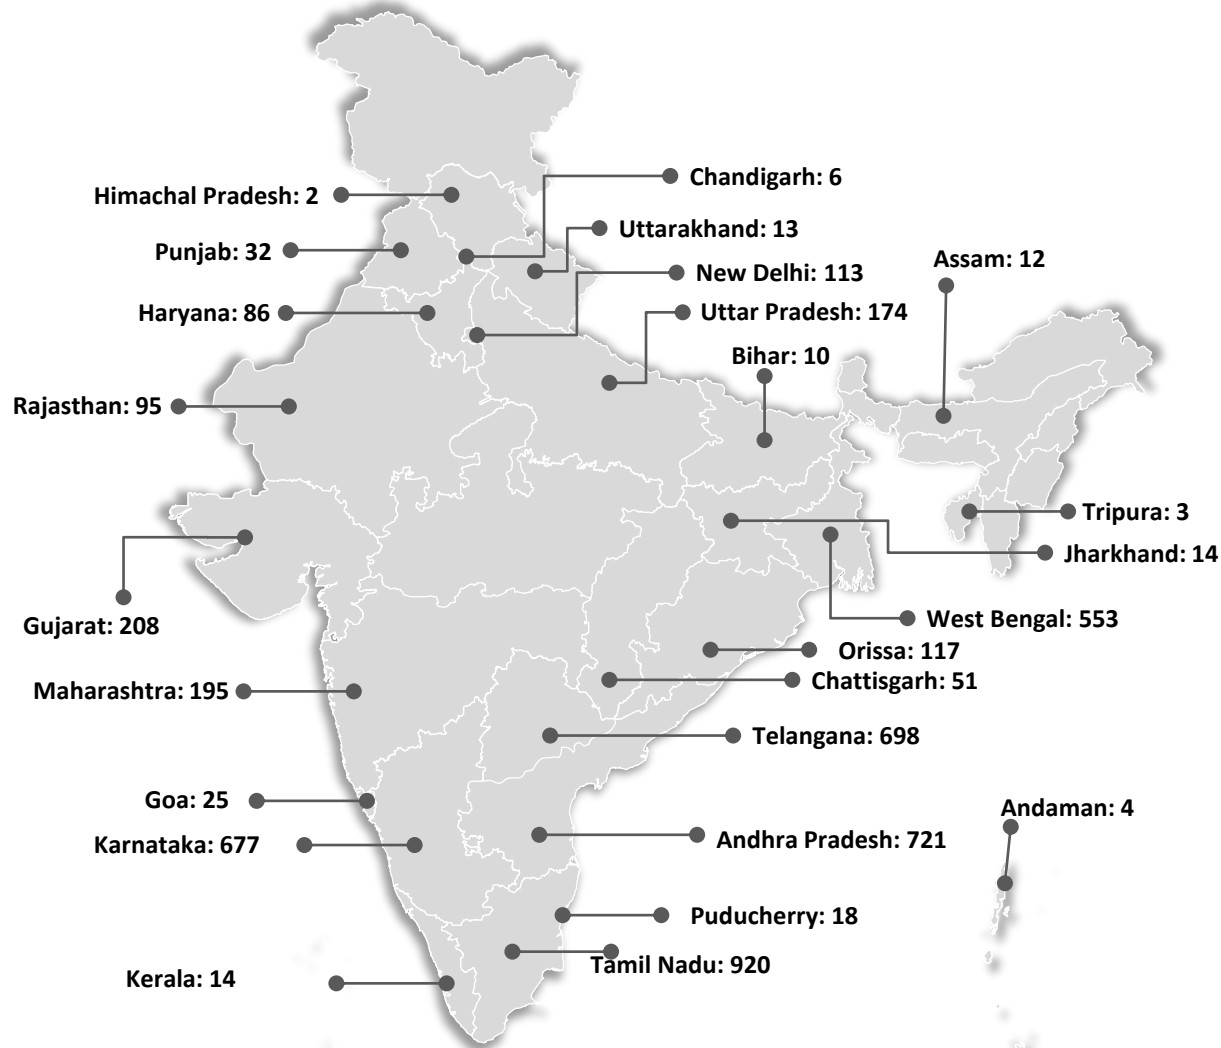 Chandigarh: 6
Himachal Pradesh: 2
Uttarakhand: 13
Punjab: 32
Assam: 12
New Delhi: 113
Haryana: 86
Uttar Pradesh: 174
Bihar: 10
Rajasthan: 95
Tripura: 3
Jharkhand: 14
West Bengal: 553
Gujarat: 208
Orissa: 117
Chattisgarh: 51
Maharashtra: 195
Telangana: 698
Goa: 25
Andaman: 4
Andhra Pradesh: 721
Karnataka: 677
Puducherry: 18
Tamil Nadu: 920
Kerala: 14